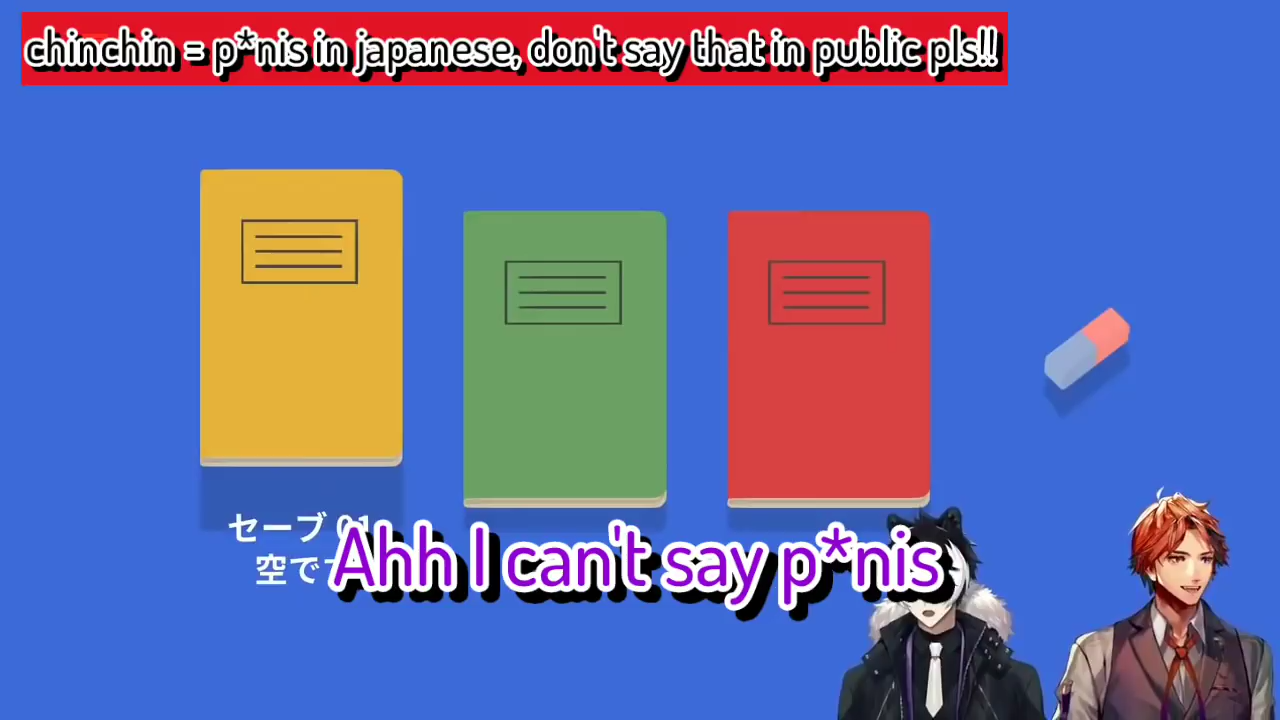 chinchin = p*nis in japanese, don't say that in public pls!!
セーブ 01
Ahh I can't say p*nis
空で